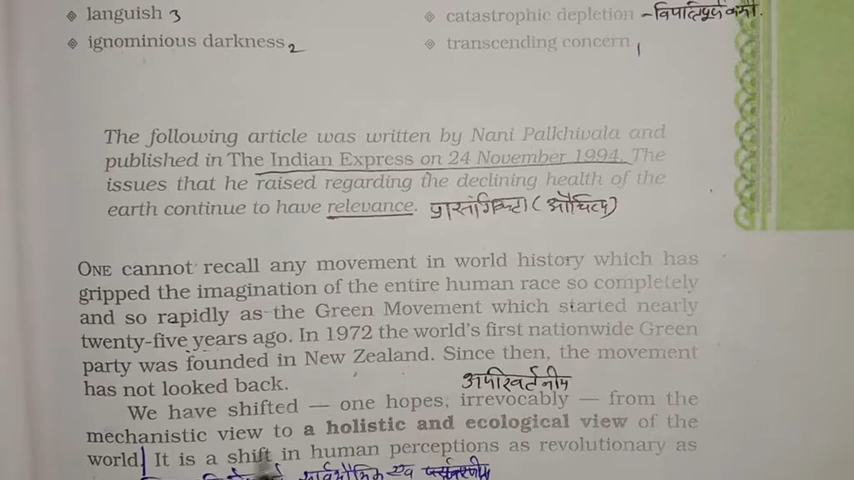 languish 3
catastrophic depletion - विपत्तिपूर्ण कमी.
ignominious darkness 2
transcending concern 1
The following article was written by Nani Palkhivala and
published in The Indian Express on 24 November 1994. The
issues that he raised regarding the declining health of the
earth continue to have relevance. प्रासंगिकता (औचित्य)
ONE cannot recall any movement in world history which has
gripped the imagination of the entire human race so completely
and so rapidly as the Green Movement which started nearly
twenty-five years ago. In 1972 the world's first nationwide Green
party was founded in New Zealand. Since then, the movement
has not looked back.
अपरिवर्तनीय
We have shifted — one hopes, irrevocably — from the
mechanistic view to a holistic and ecological view of the
world. It is a shift in human perceptions as revolutionary as